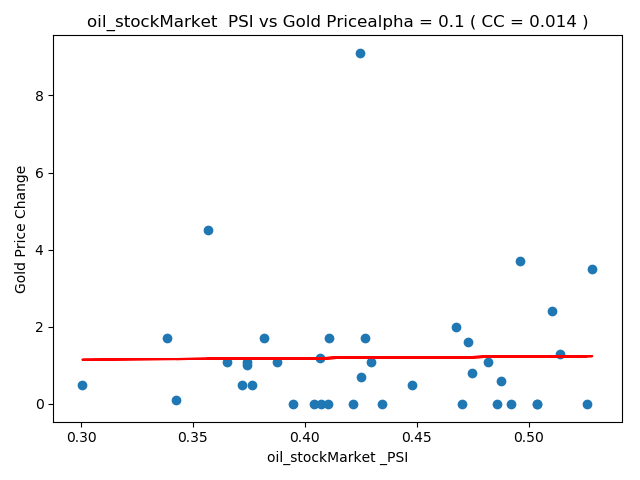 oil_stockMarket  PSI vs Gold Pricealpha = 0.1 ( CC = 0.014 )
8
6
4
2
0
Gold Price Change
0.30 0.35 0.40 0.45 0.50
oil_stockMarket _PSI